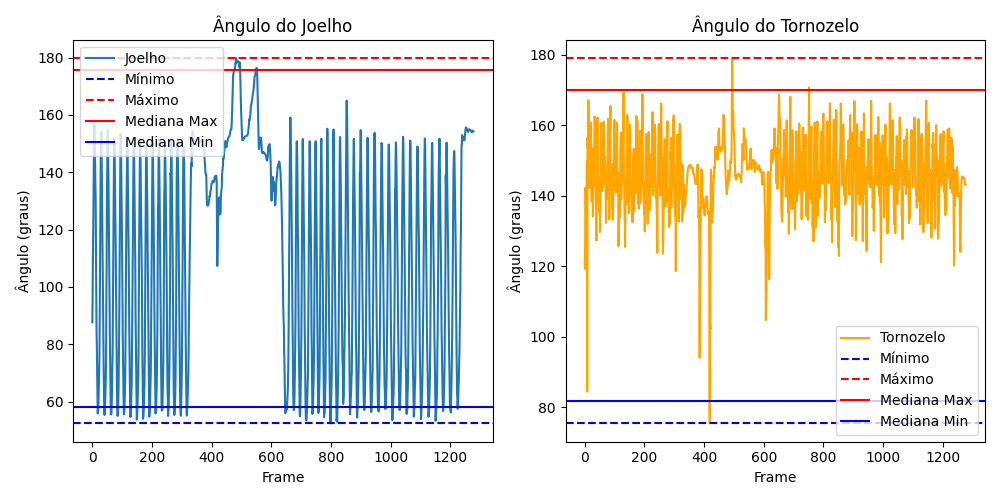 Ângulo do Joelho
Ângulo (graus)
180
160
140
120
100
80
60
Joelho
Mínimo
Máximo
Mediana Max
Mediana Min
0 200 400 600 800 1000 1200
Frame
Ângulo do Tornozelo
Ângulo (graus)
180
160
140
120
100
80
Tornozelo
Mínimo
Máximo
Mediana Max
Mediana Min
0 200 400 600 800 1000 1200
Frame